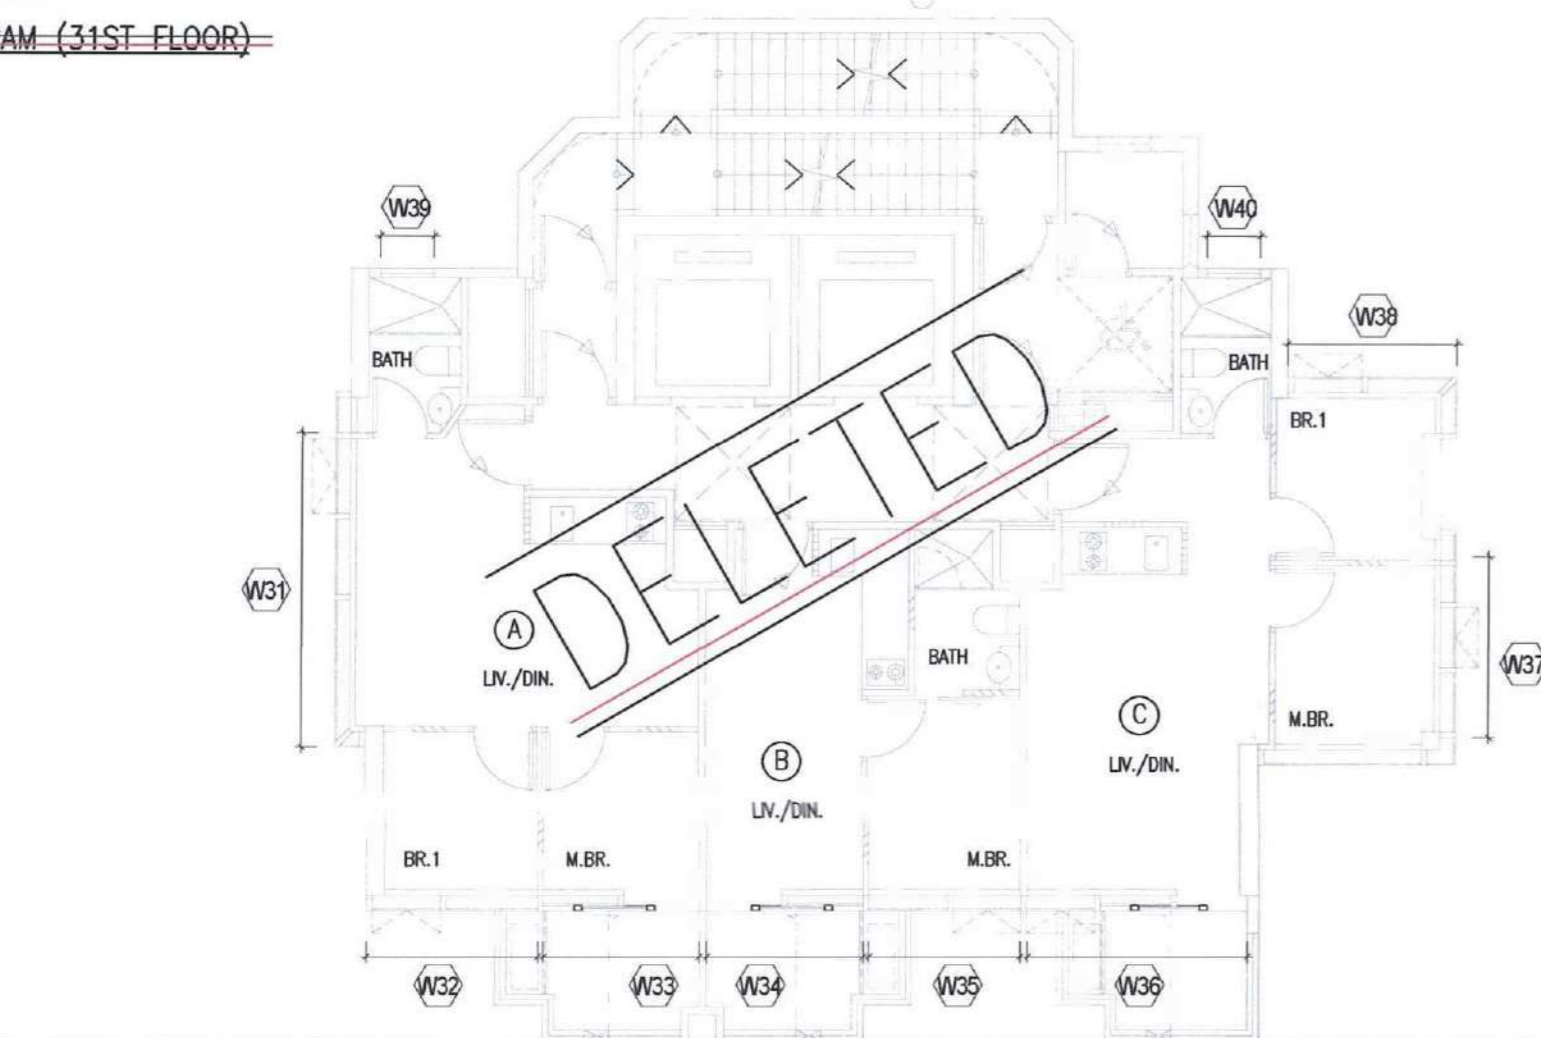 AM (31ST FLOOR)
W39
W40
W38
BATH
BATH
BR.1
DELETED
W31
A
LIV./DIN.
BATH
W37
C
M.BR.
B
LIV./DIN.
LIV./DIN.
BR.1
M.BR.
M.BR.
W32
W33
W34
W35
W36